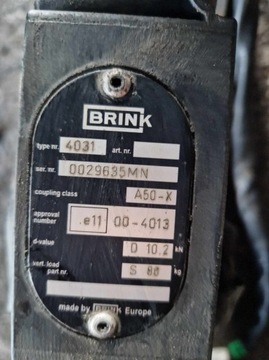 BRINK
type nr. 4031 art. nr.
ser. nr. 0029635MN
coupling class A50-X
approval number e11 00-4013
d-value D 10.2 kN
vert. load S 80 kg
part nr.
made by BRINK Europe